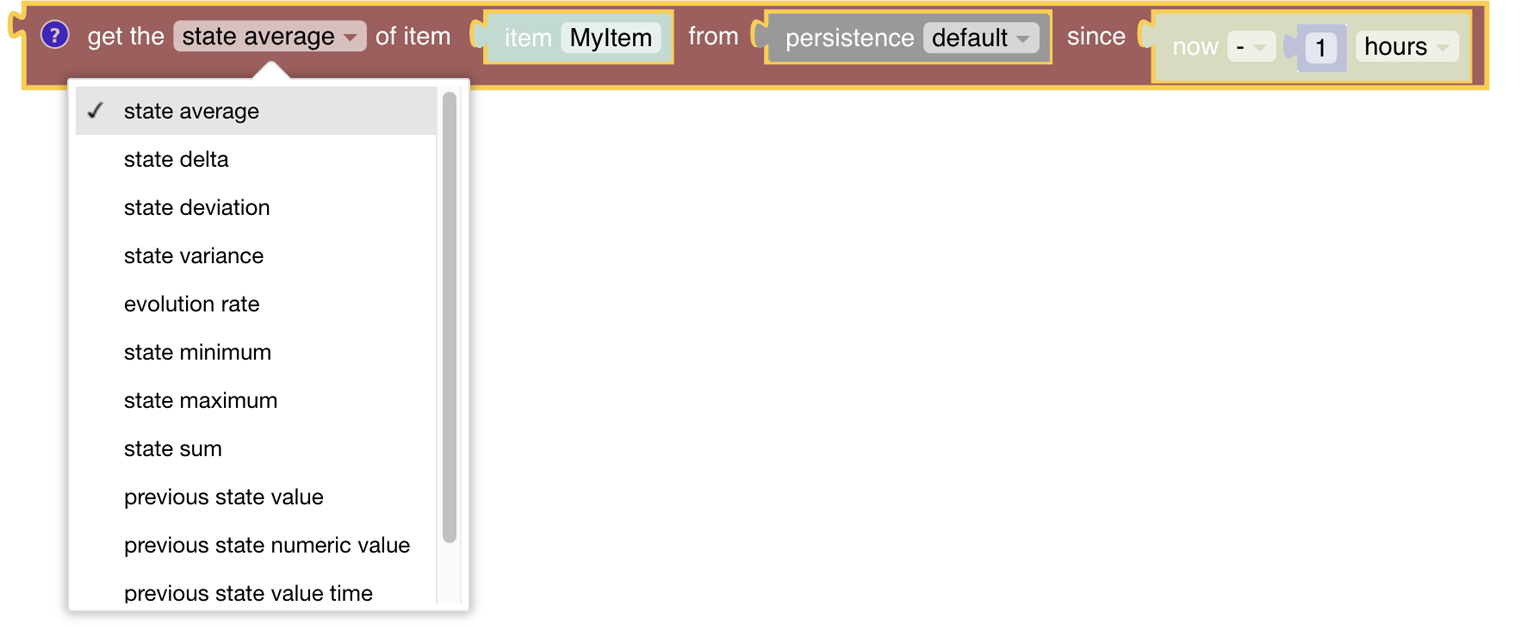 ? get the state average of item item MyItem from persistence default since now - 1 hours
✓ state average
state delta
state deviation
state variance
evolution rate
state minimum
state maximum
state sum
previous state value
previous state numeric value
previous state value time